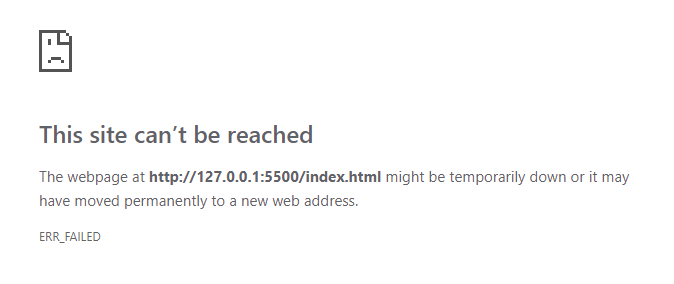 This site can’t be reached
The webpage at http://127.0.0.1:5500/index.html might be temporarily down or it may
have moved permanently to a new web address.
ERR_FAILED